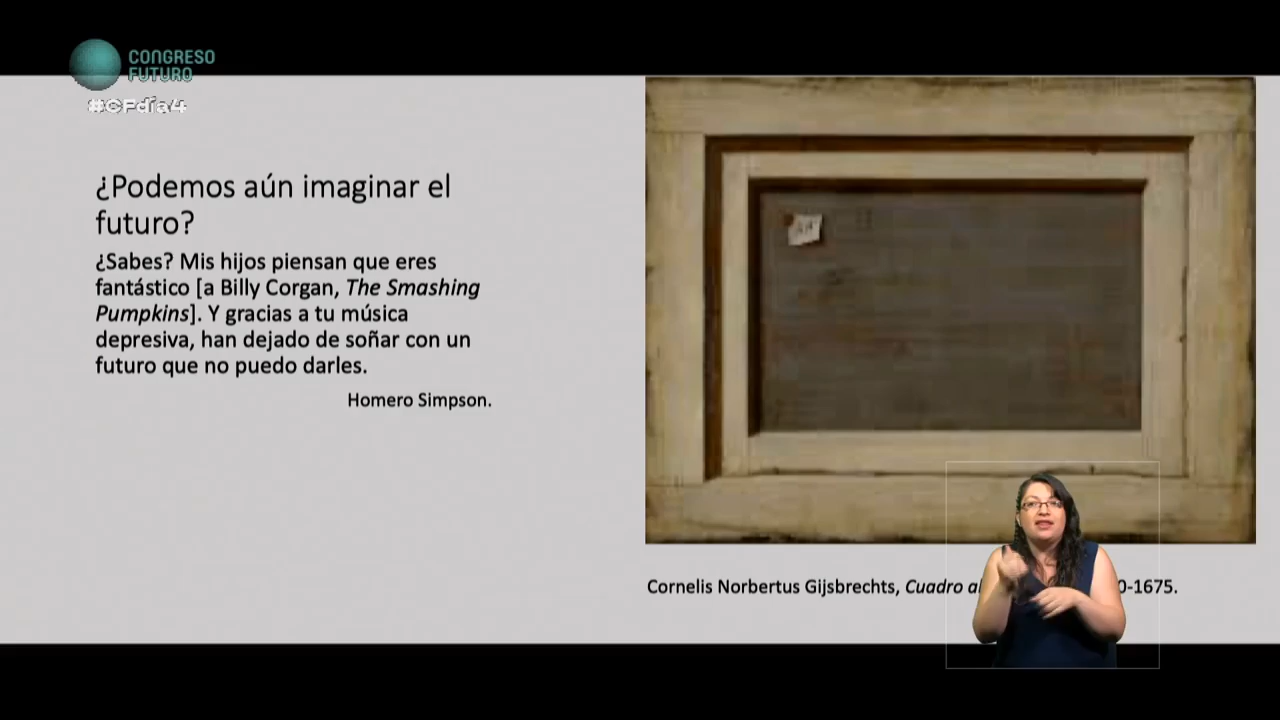 CONGRESO
FUTURO
#CFdía4
¿Podemos aún imaginar el
futuro?
¿Sabes? Mis hijos piensan que eres
fantástico [a Billy Corgan, The Smashing
Pumpkins]. Y gracias a tu música
depresiva, han dejado de soñar con un
futuro que no puedo darles.
Homero Simpson.
Cornelis Norbertus Gijsbrechts, Cuadro 0-1675.